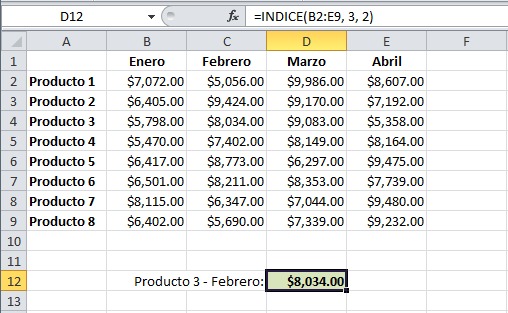 D12 fx =INDICE(B2:E9, 3, 2)
A B C D E F
1 Enero Febrero Marzo Abril
2 Producto 1 $7,072.00 $5,056.00 $9,986.00 $8,607.00
3 Producto 2 $6,405.00 $9,424.00 $9,170.00 $7,192.00
4 Producto 3 $5,798.00 $8,034.00 $9,083.00 $5,358.00
5 Producto 4 $5,470.00 $7,402.00 $8,149.00 $8,164.00
6 Producto 5 $6,417.00 $8,773.00 $6,297.00 $9,475.00
7 Producto 6 $6,501.00 $8,211.00 $8,353.00 $7,739.00
8 Producto 7 $8,115.00 $6,347.00 $7,044.00 $9,480.00
9 Producto 8 $6,402.00 $5,690.00 $7,339.00 $9,232.00
10
11
12 Producto 3 - Febrero: $8,034.00
13